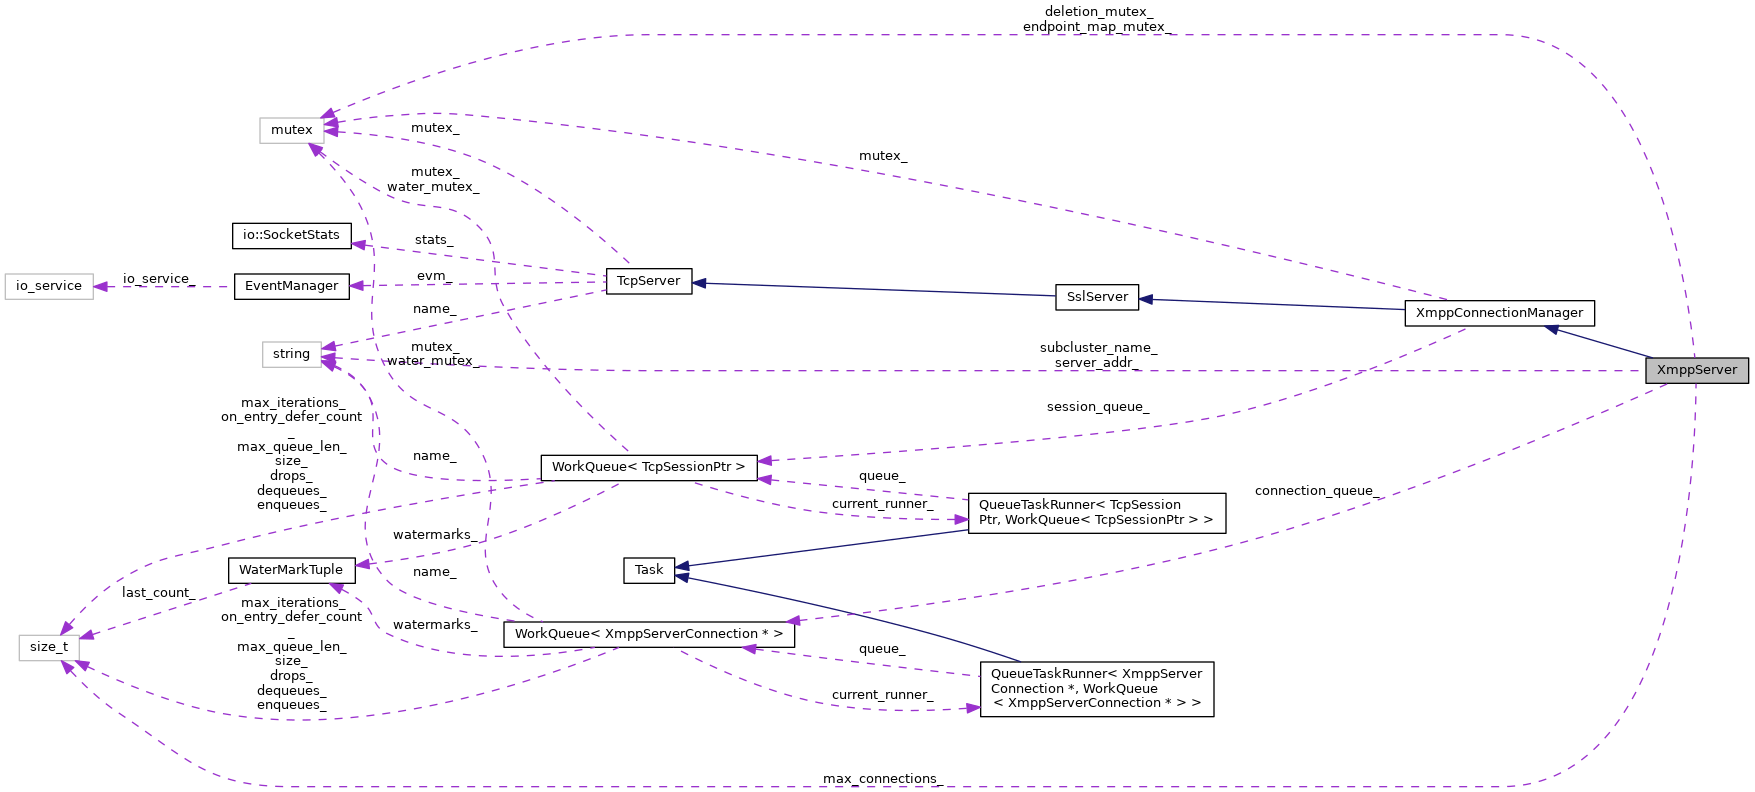 deletion_mutex_
endpoint_map_mutex_
mutex
mutex_
mutex_
mutex_
water_mutex_
io::SocketStats
stats_
io_service
io_service_
EventManager
evm_
TcpServer
SslServer
XmppConnectionManager
name_
string
mutex_
water_mutex_
subcluster_name_
server_addr_
XmppServer
max_iterations_
on_entry_defer_count
_
max_queue_len_
size_
drops_
dequeues_
enqueues_
session_queue_
name_
WorkQueue< TcpSessionPtr >
queue_
current_runner_
QueueTaskRunner< TcpSession
Ptr, WorkQueue< TcpSessionPtr > >
connection_queue_
watermarks_
WaterMarkTuple
name_
Task
last_count_
max_iterations_
on_entry_defer_count
_
max_queue_len_
size_
drops_
dequeues_
enqueues_
watermarks_
size_t
WorkQueue< XmppServerConnection * >
queue_
current_runner_
QueueTaskRunner< XmppServer
Connection *, WorkQueue
< XmppServerConnection * > >
max_connections_